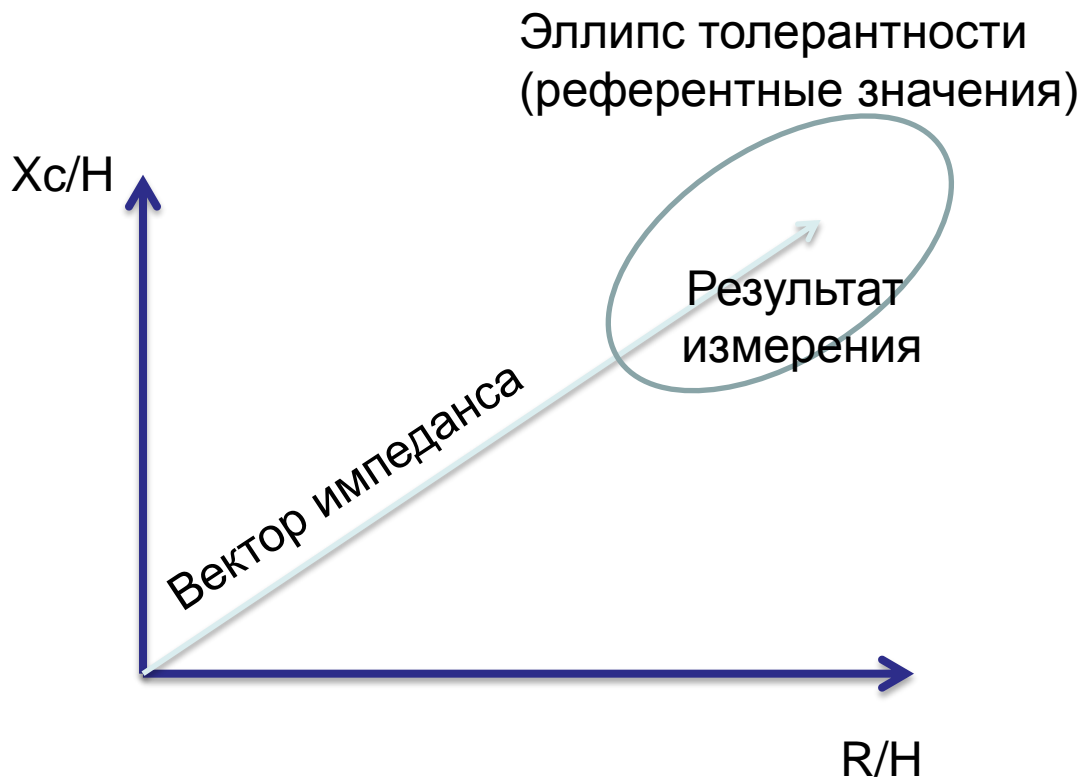 Эллипс толерантности
(референтные значения)
Xc/H
Результат
измерения
Вектор импеданса
R/H